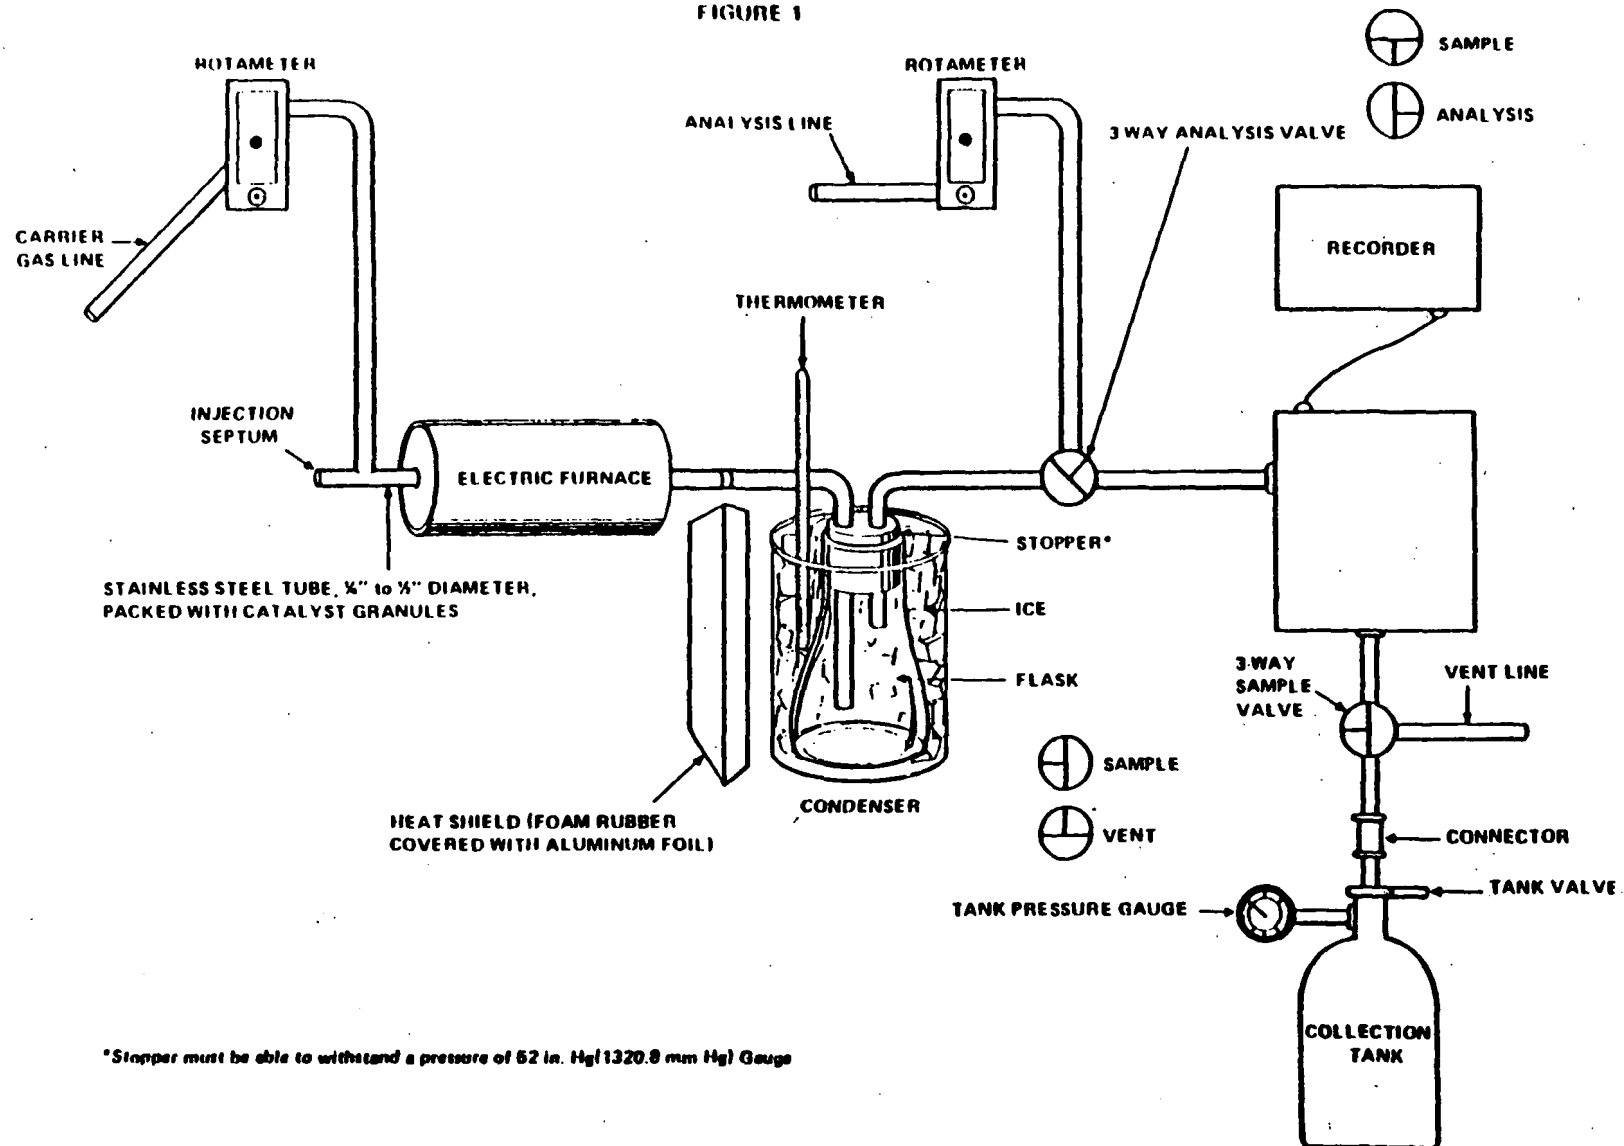 FIGURE 1
SAMPLE
ANALYSIS
ROTAMETER
ROTAMETER
ANALYSIS LINE
3 WAY ANALYSIS VALVE
CARRIER
GAS LINE
RECORDER
THERMOMETER
INJECTION
SEPTUM
ELECTRIC FURNACE
STOPPER*
STAINLESS STEEL TUBE, ¼" to ½" DIAMETER,
PACKED WITH CATALYST GRANULES
ICE
FLASK
3-WAY
SAMPLE
VALVE
VENT LINE
SAMPLE
VENT
CONDENSER
HEAT SHIELD (FOAM RUBBER
COVERED WITH ALUMINUM FOIL)
CONNECTOR
TANK VALVE
TANK PRESSURE GAUGE
COLLECTION
TANK
*Stopper must be able to withstand a pressure of 52 in. Hg(1320.8 mm Hg) Gauge